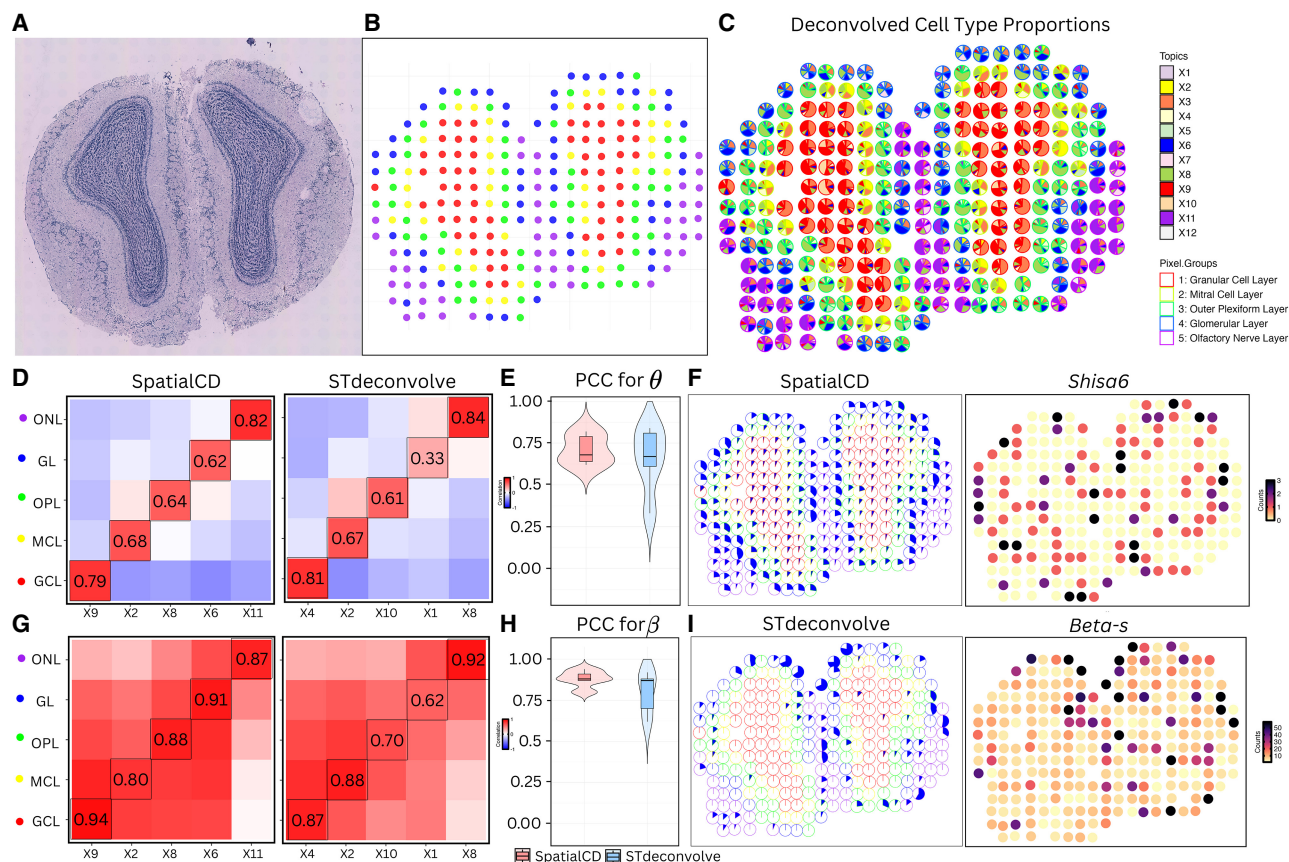 A
B
C
Deconvolved Cell Type Proportions
Topics
X1
X2
X3
X4
X5
X6
X7
X8
X9
X10
X11
X12
Pixel.Groups
1: Granular Cell Layer
2: Mitral Cell Layer
3: Outer Plexiform Layer
4: Glomerular Layer
5: Olfactory Nerve Layer
D
SpatialCD
STdeconvolve
ONL
GL
OPL
MCL
GCL
0.82
0.62
0.64
0.68
0.79
X9 X2 X8 X6 X11
0.84
0.33
0.61
0.67
0.81
X4 X2 X10 X1 X8
Correlation
1
0
-1
E
PCC for θ
1.00
0.75
0.5
0.25
0.00
F
SpatialCD
Shisa6
Counts
3
2
1
0
G
ONL
GL
OPL
MCL
GCL
0.87
0.91
0.88
0.80
0.94
X9 X2 X8 X6 X11
0.92
0.62
0.70
0.88
0.87
X4 X2 X10 X1 X8
Correlation
H
PCC for β
1.00
0.75
0.5
0.25
0.00
SpatialCD STdeconvolve
I
STdeconvolve
Beta-s
Counts
50
40
30
20
10